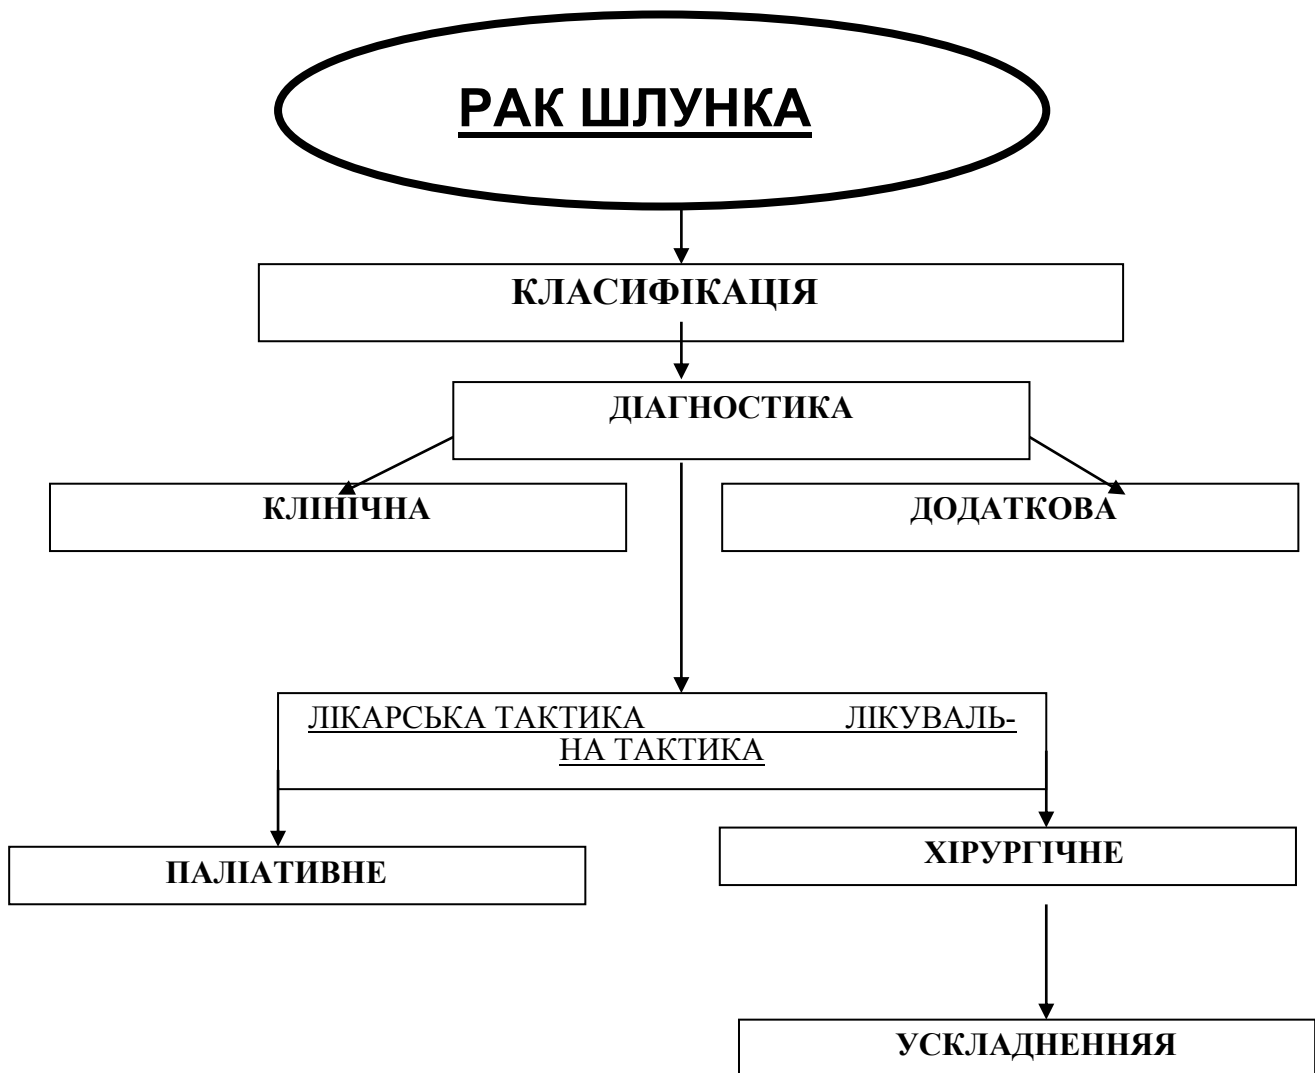 РАК ШЛУНКА
КЛАСИФІКАЦІЯ
ДІАГНОСТИКА
КЛІНІЧНА
ДОДАТКОВА
ЛІКАРСЬКА ТАКТИКА ЛІКУВАЛЬ-
НА ТАКТИКА
ХІРУРГІЧНЕ
ПАЛІАТИВНЕ
УСКЛАДНЕННЯЯ